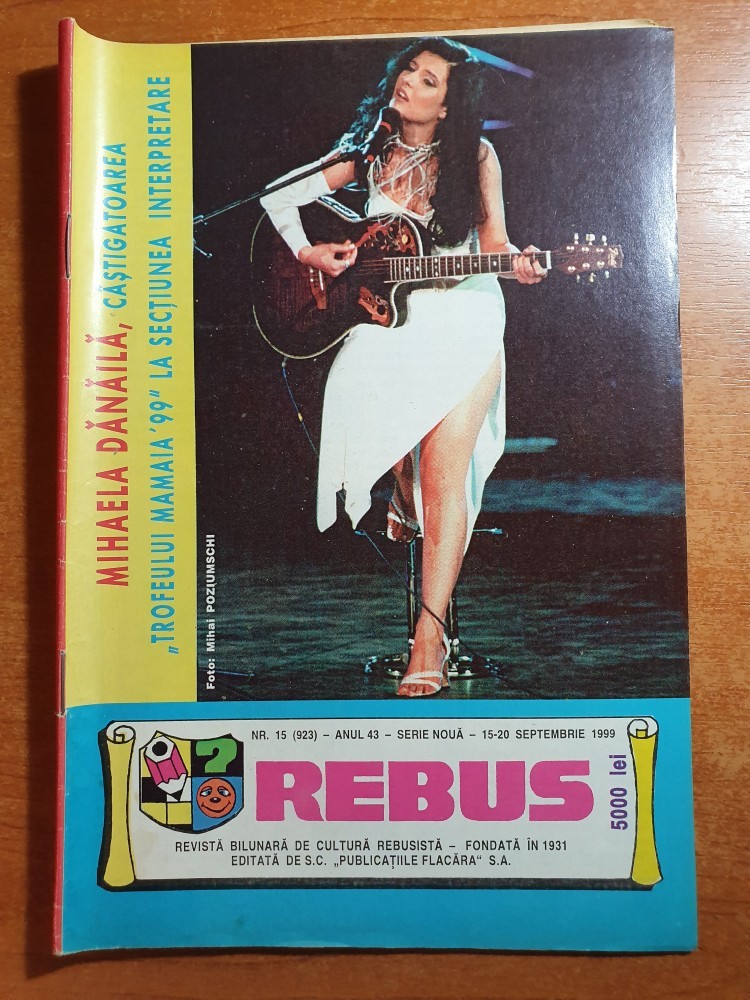 MIHAELA DĂNĂILĂ, CÂȘTIGATOAREA
„TROFEULUI MAMAIA '99" LA SECȚIUNEA INTERPRETARE
Foto: Mihai POZIUMSCHI
NR. 15 (923) – ANUL 43 – SERIE NOUĂ – 15-20 SEPTEMBRIE 1999
?
REBUS
5000 lei
REVISTĂ BILUNARĂ DE CULTURĂ REBUSISTĂ – FONDATĂ ÎN 1931
EDITATĂ DE S.C. „PUBLICAȚIILE FLACĂRA" S.A.